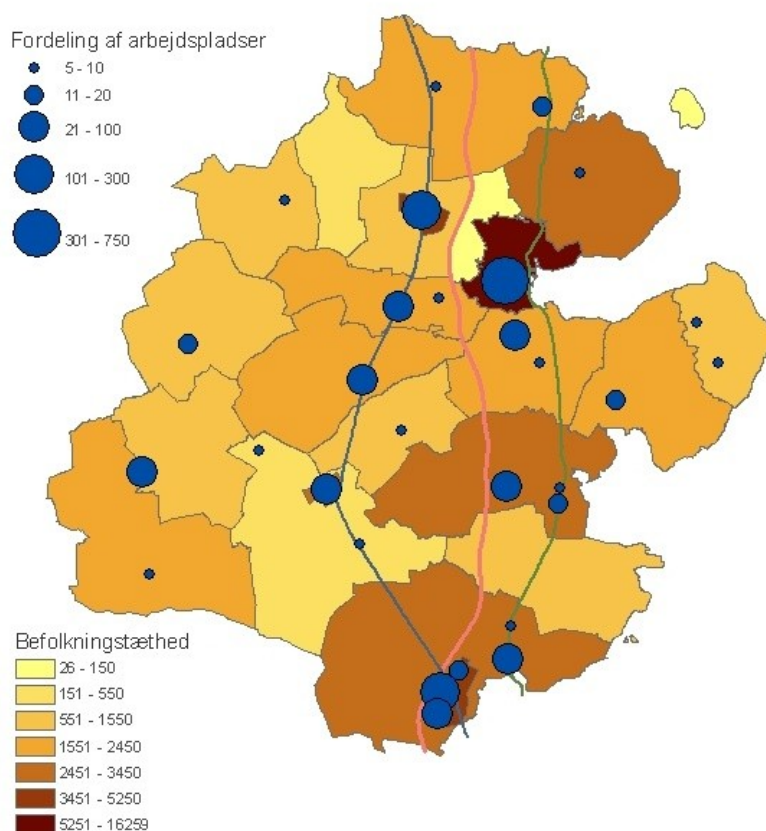 Fordeling af arbejdspladser
5 - 10
11 - 20
21 - 100
101 - 300
301 - 750
Befolkningstæthed
26 - 150
151 - 550
551 - 1550
1551 - 2450
2451 - 3450
3451 - 5250
5251 - 16259